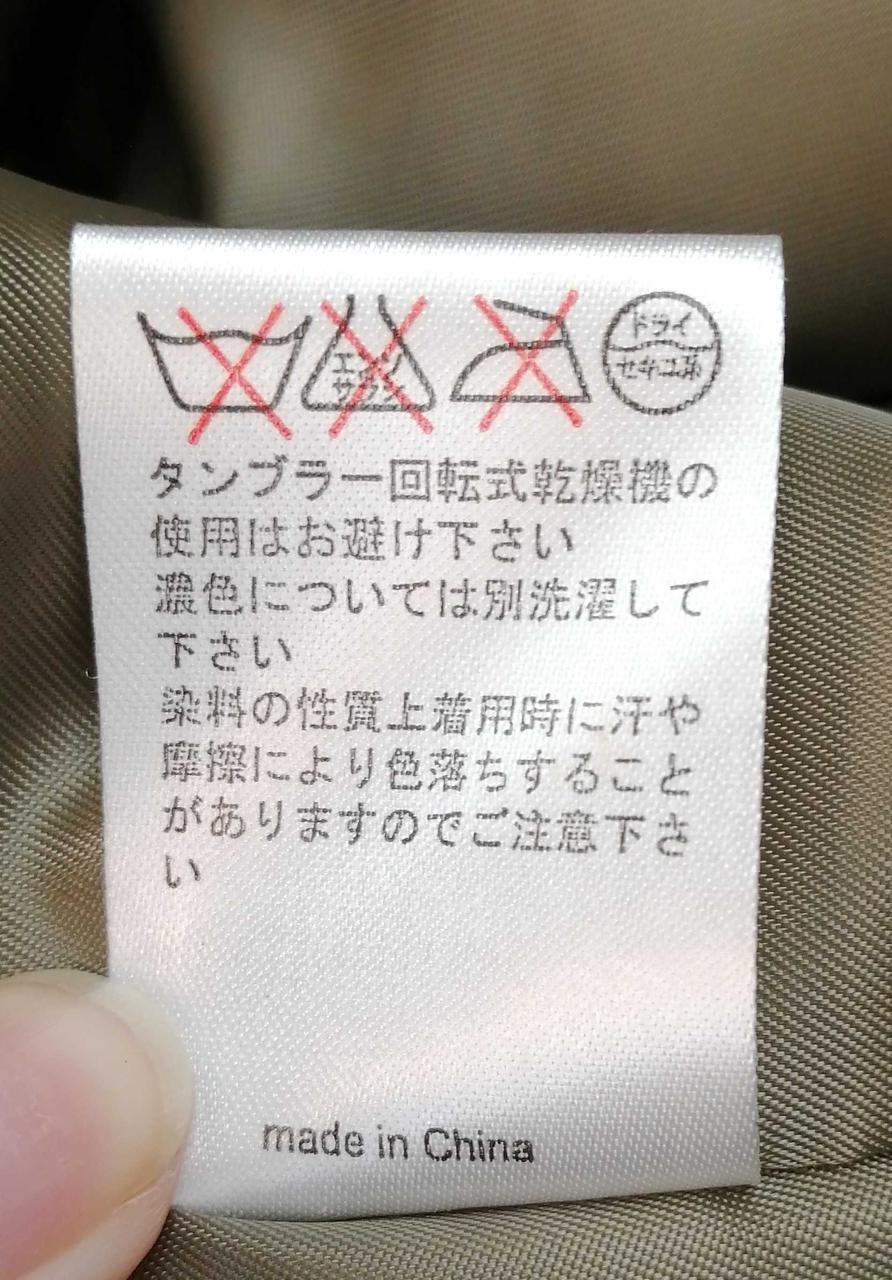 エンソ
サラシ
ドライ
セキユ系
タンブラー回転式乾燥機の
使用はお避け下さい
濃色については別洗濯して
下さい
染料の性質上着用時に汗や
摩擦により色落ちすること
がありますのでご注意下さ
い
made in China